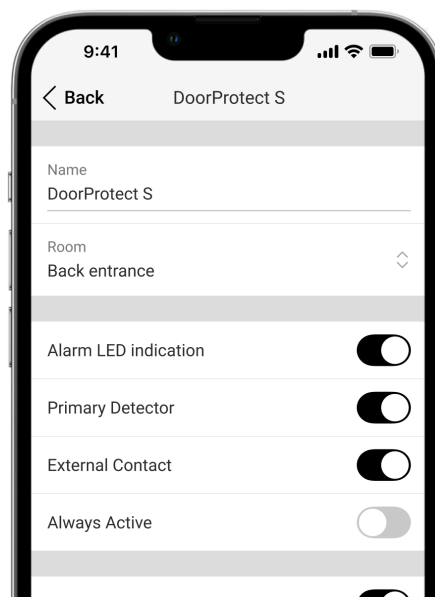 9:41
Back
DoorProtect S
Name
DoorProtect S
Room
Back entrance
Alarm LED indication
Primary Detector
External Contact
Always Active